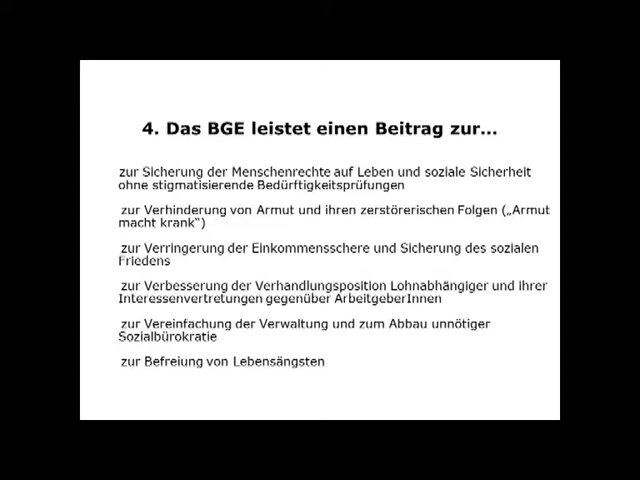 4. Das BGE leistet einen Beitrag zur...
zur Sicherung der Menschenrechte auf Leben und soziale Sicherheit
ohne stigmatisierende Bedürftigkeitsprüfungen
zur Verhinderung von Armut und ihren zerstörerischen Folgen („Armut
macht krank“)
zur Verringerung der Einkommensschere und Sicherung des sozialen
Friedens
zur Verbesserung der Verhandlungsposition Lohnabhängiger und ihrer
Interessenvertretungen gegenüber ArbeitgeberInnen
zur Vereinfachung der Verwaltung und zum Abbau unnötiger
Sozialbürokratie
zur Befreiung von Lebensängsten